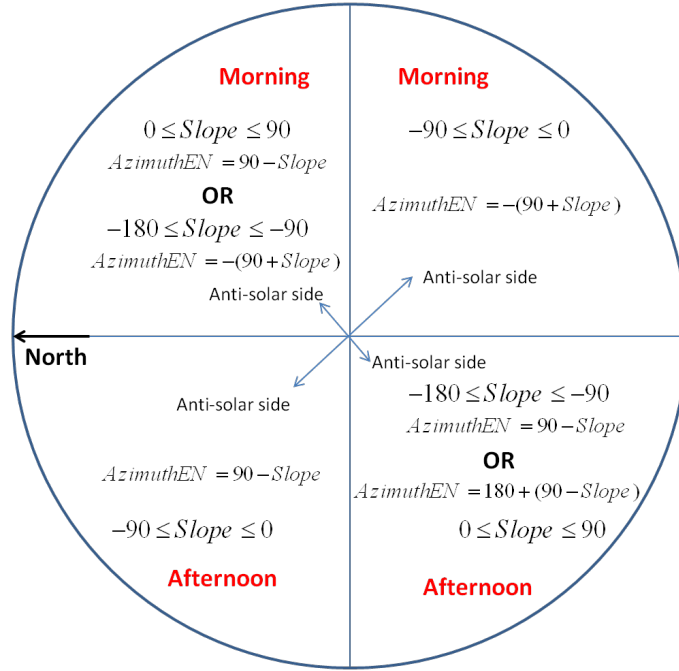 Morning
0 ≤ Slope ≤ 90
AzimuthEN = 90 − Slope
OR
−180 ≤ Slope ≤ −90
AzimuthEN = −(90 + Slope)
Anti-solar side
Morning
−90 ≤ Slope ≤ 0
AzimuthEN = −(90 + Slope)
Anti-solar side
North
Anti-solar side
AzimuthEN = 90 − Slope
−90 ≤ Slope ≤ 0
Afternoon
Anti-solar side
−180 ≤ Slope ≤ −90
AzimuthEN = 90 − Slope
OR
AzimuthEN = 180 + (90 − Slope)
0 ≤ Slope ≤ 90
Afternoon